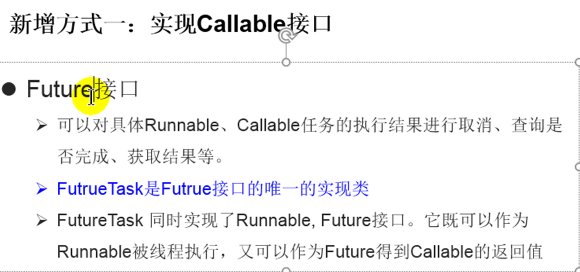 新增方式一：实现Callable接口
Future接口
可以对具体Runnable、Callable任务的执行结果进行取消、查询是
否完成、获取结果等。
FutrueTask是Futrue接口的唯一的实现类
FutureTask 同时实现了Runnable, Future接口。它既可以作为
Runnable被线程执行，又可以作为Future得到Callable的返回值